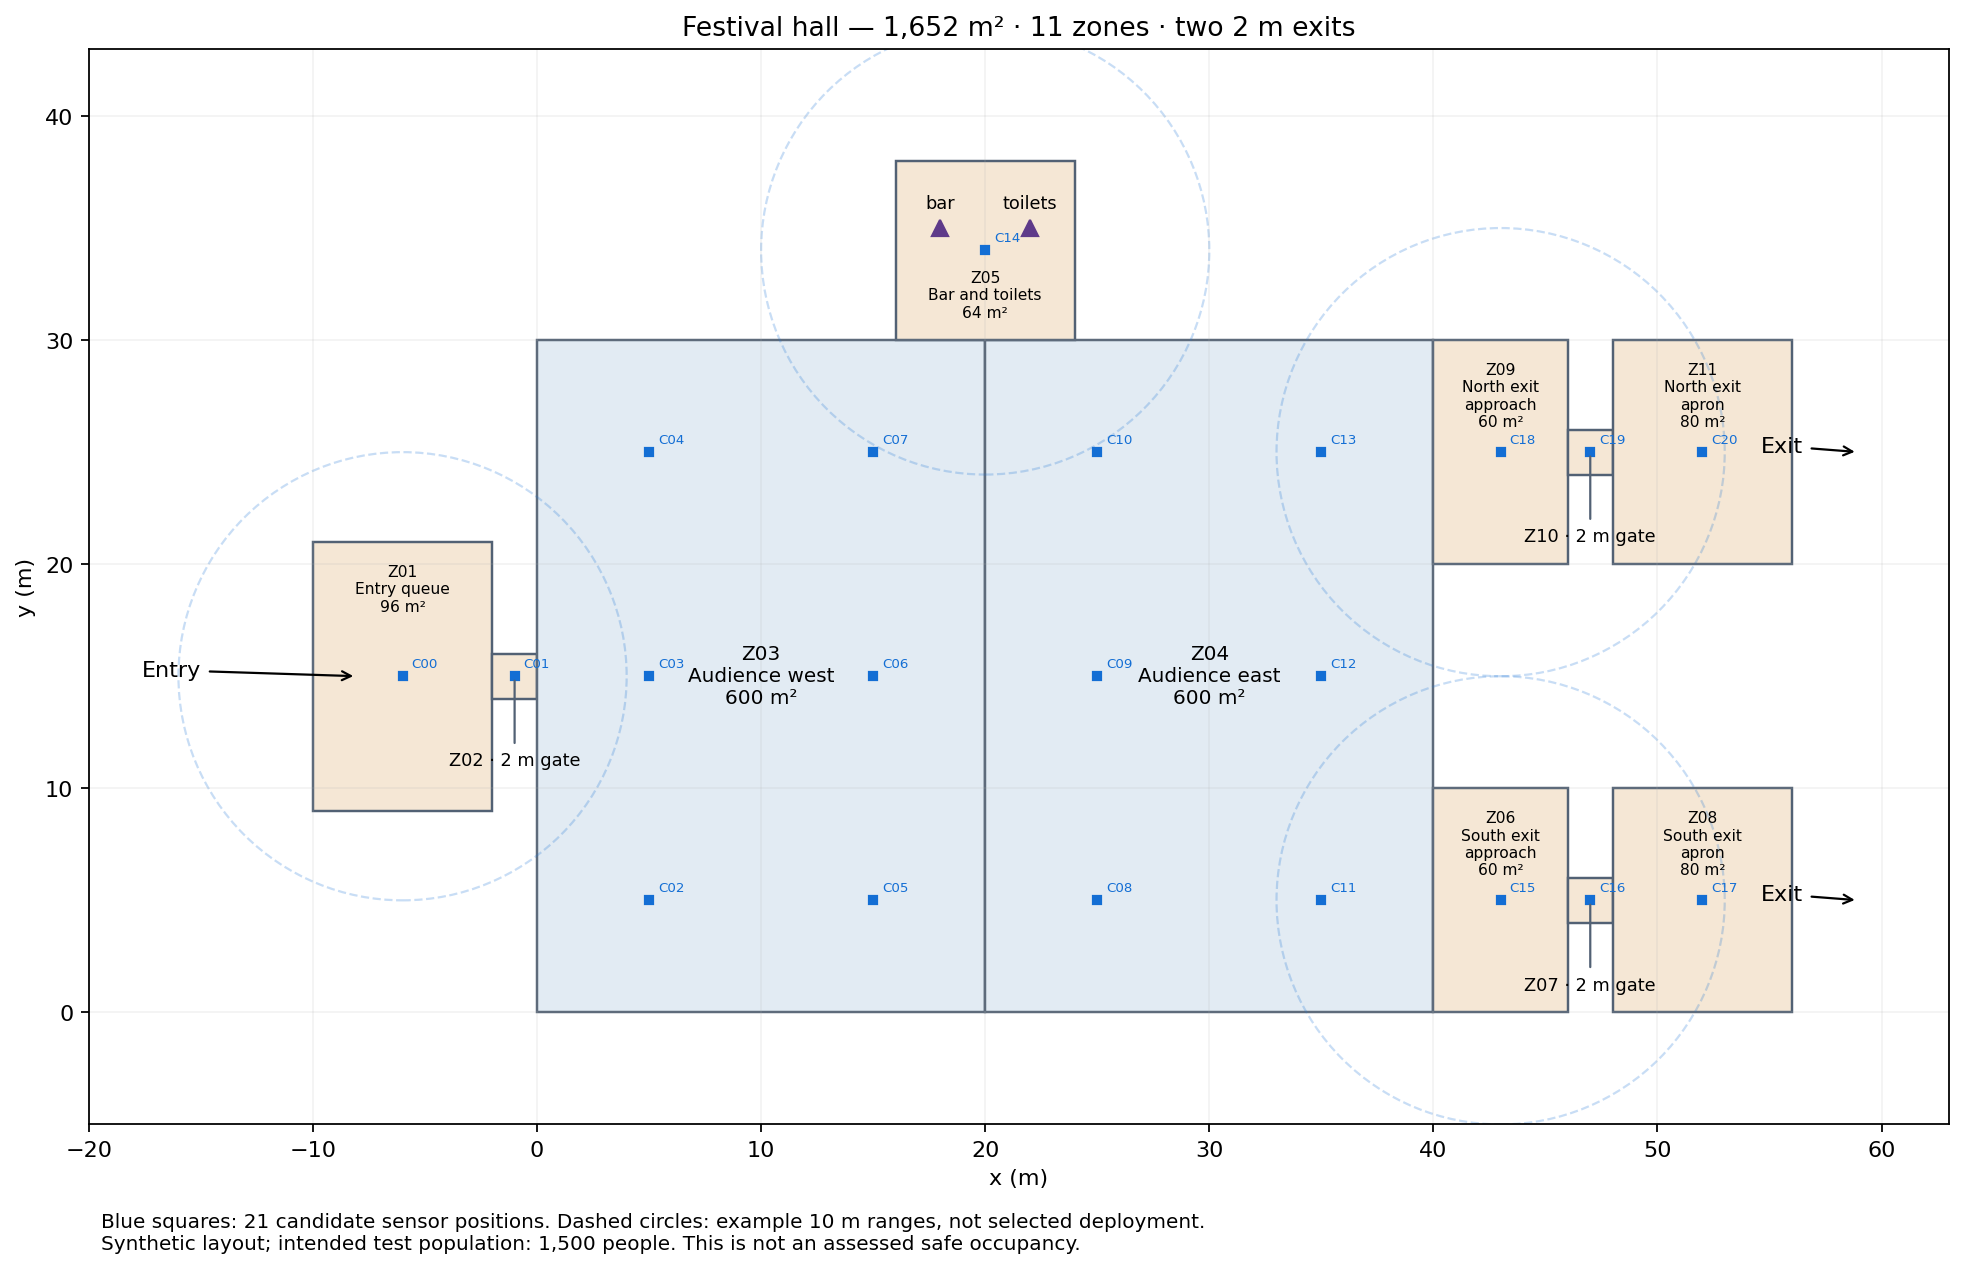 Festival hall — 1,652 m² · 11 zones · two 2 m exits
y (m)
40
30
20
10
0
bar
toilets
C14
Z05
Bar and toilets
64 m²
C04
C07
C10
C13
Z09
North exit
approach
60 m²
C18
C19
Z11
North exit
apron
80 m²
C20
Exit
Z10 · 2 m gate
Z01
Entry queue
96 m²
Entry
C00
C01
Z02 · 2 m gate
C03
Z03
Audience west
600 m²
C06
C09
Z04
Audience east
600 m²
C12
C02
C05
C08
C11
Z06
South exit
approach
60 m²
C15
C16
Z08
South exit
apron
80 m²
C17
Exit
Z07 · 2 m gate
−20
−10
0
10
20
30
40
50
60
x (m)
Blue squares: 21 candidate sensor positions. Dashed circles: example 10 m ranges, not selected deployment.
Synthetic layout; intended test population: 1,500 people. This is not an assessed safe occupancy.